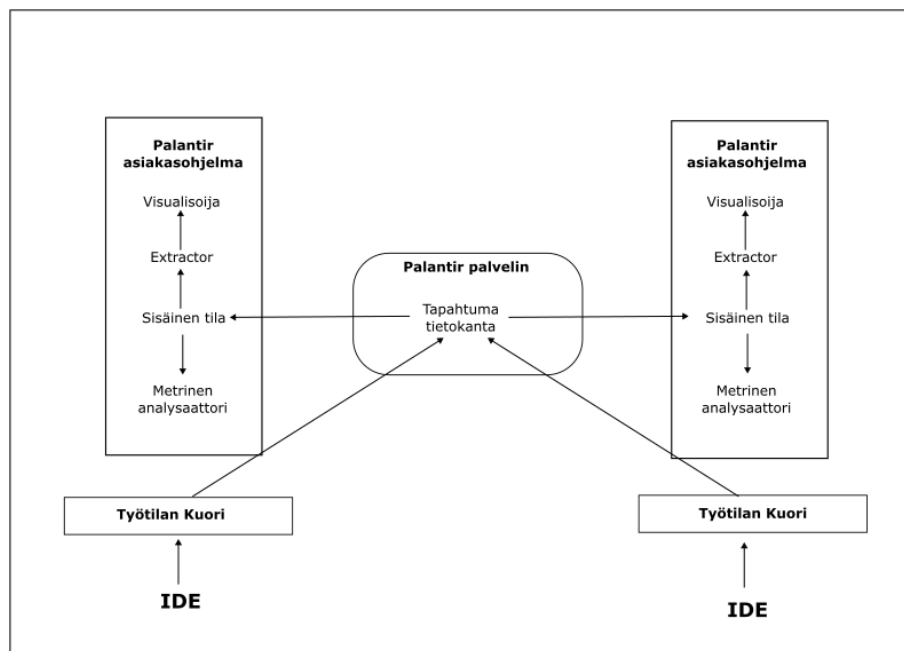 Palantir
asiakasohjelma
Visualisoija
Extractor
Sisäinen tila
Metrinen
analysaattori
Palantir palvelin
Tapahtuma
tietokanta
Palantir
asiakasohjelma
Visualisoija
Extractor
Sisäinen tila
Metrinen
analysaattori
Työtilan Kuori
IDE
Työtilan Kuori
IDE